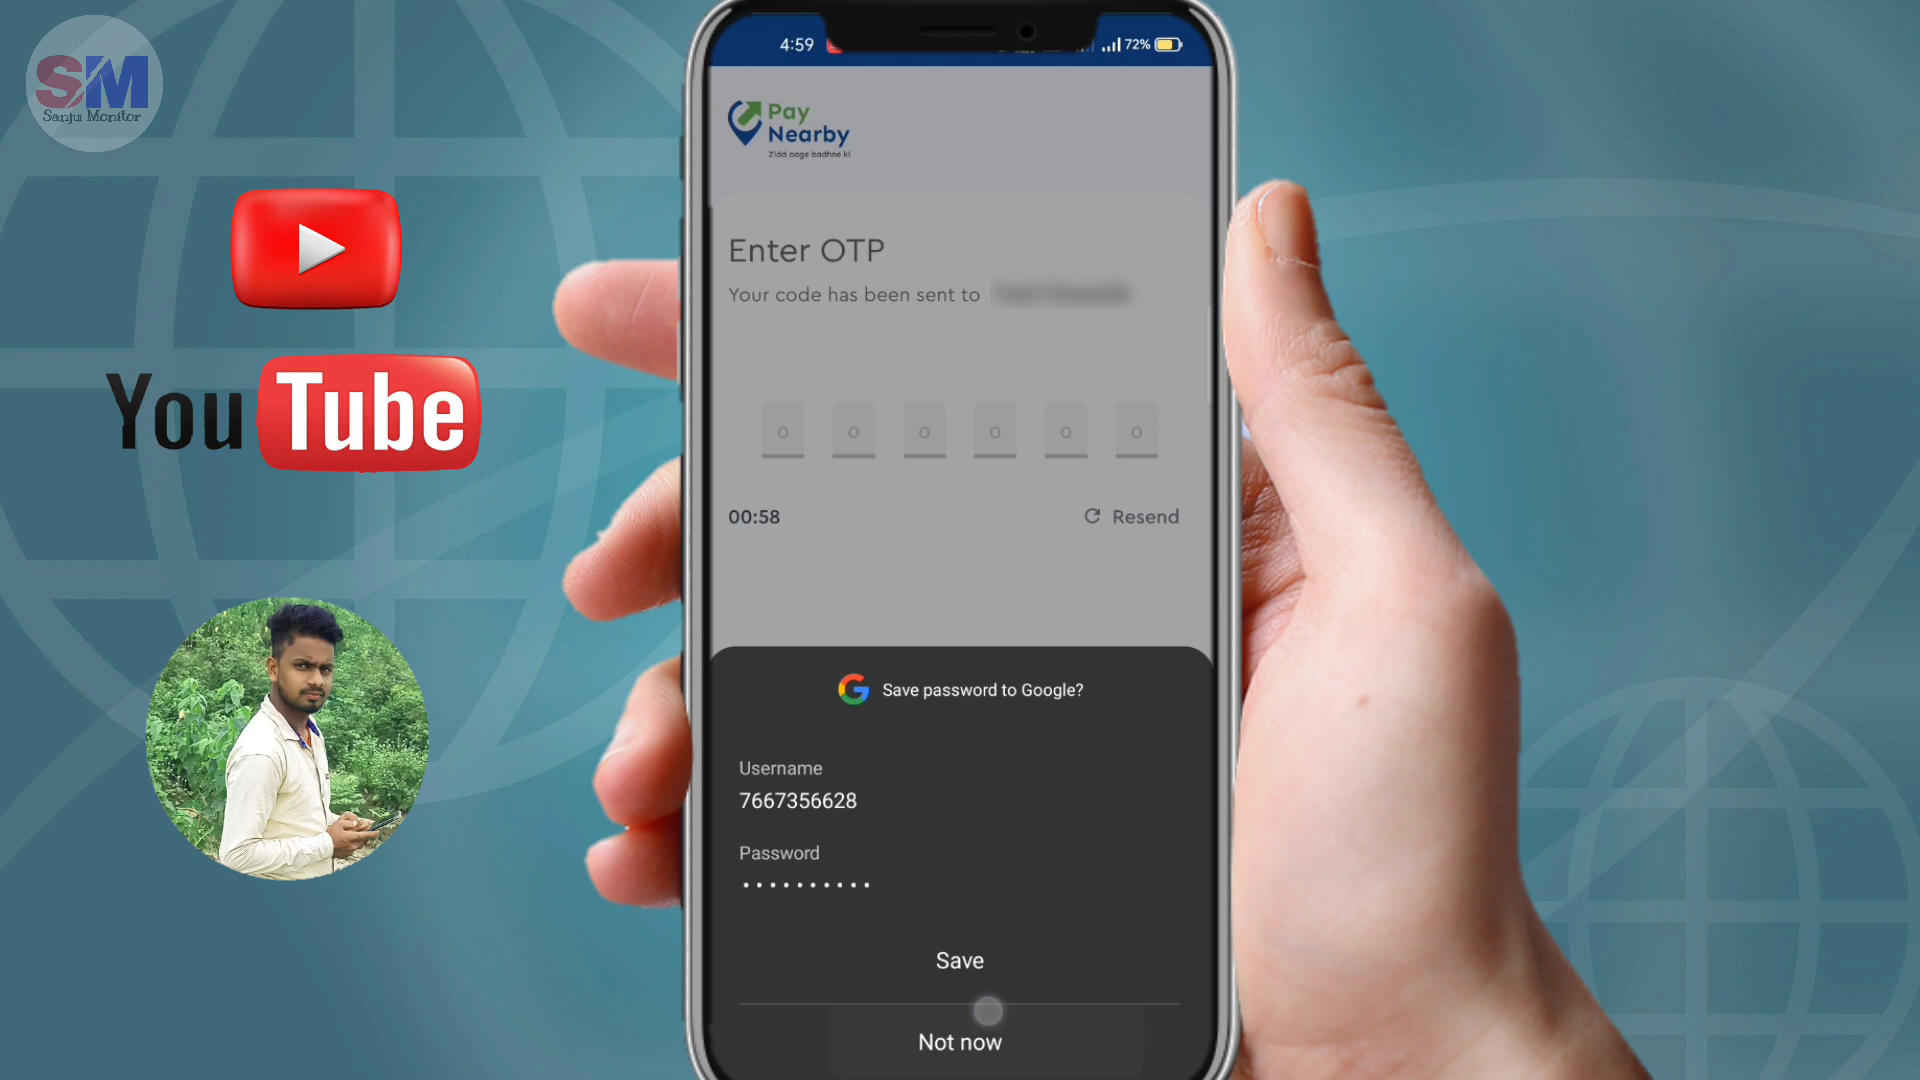 SM
Sanju Monitor
YouTube
4:59
72%
Pay
Nearby
Zidd aage badhne ki
Enter OTP
Your code has been sent to
0 0 0 0 0 0
00:58
Resend
Save password to Google?
Username
7667356628
Password
••••••••••
Save
Not now